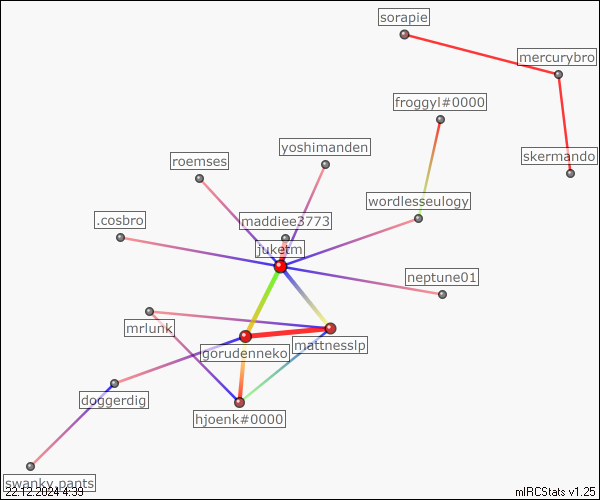 sorapie
mercurybro
froggyl#0000
skermando
yoshimanden
roemses
wordlesseulogy
maddiee3773
.cosbro
juketm
neptune01
mrlunk
gorudenneko
mattnesslp
doggerdig
hjoenk#0000
swanky.pants
22.12.2024 4:39
mIRCStats v1.25